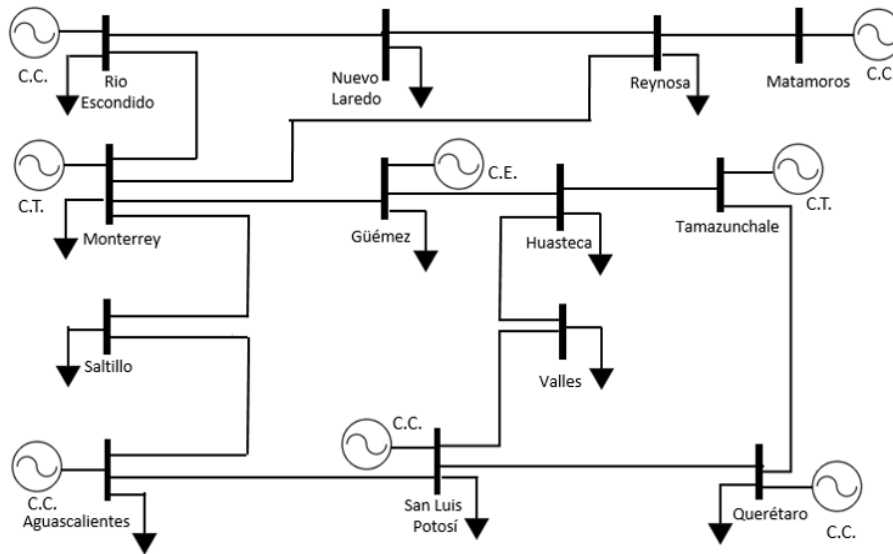 C.C.
Rio
Escondido
Nuevo
Laredo
Reynosa
Matamoros
C.C.
C.T.
Monterrey
C.E.
Güémez
Huasteca
Tamazunchale
C.T.
Saltillo
Valles
C.C.
C.C.
Aguascalientes
San Luis
Potosí
Querétaro
C.C.